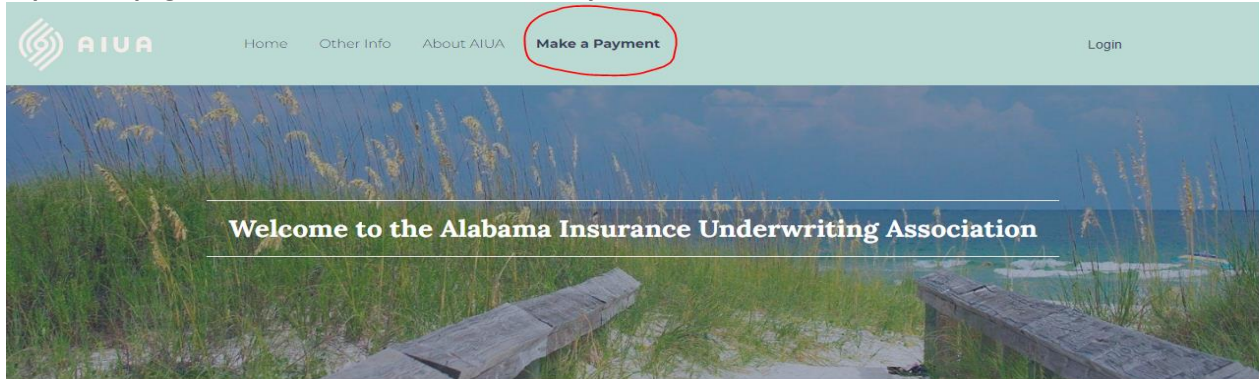 AIUA
Home Other Info About AIUA Make a Payment Login
Welcome to the Alabama Insurance Underwriting Association